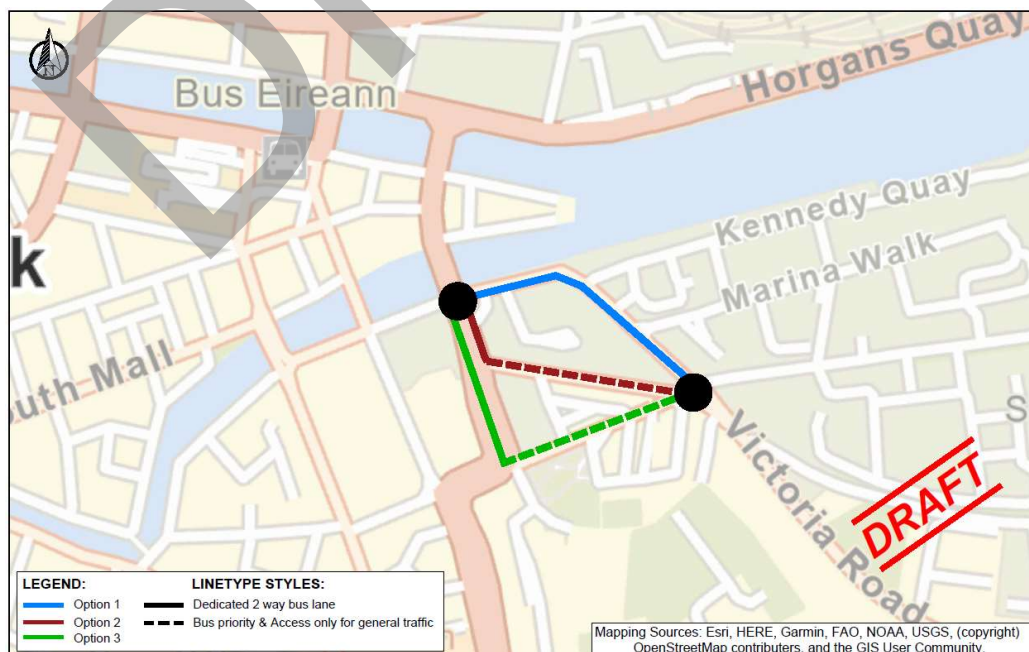 Horgans Quay
Bus Eireann
Kennedy Quay
Marina Walk
k
outh Mall
Victoria Road
S
DRAFT
LEGEND:
Option 1
Option 2
Option 3
LINETYPE STYLES:
Dedicated 2 way bus lane
Bus priority & Access only for general traffic
Mapping Sources: Esri, HERE, Garmin, FAO, NOAA, USGS, (copyright)
OpenStreetMap contributors, and the GIS User Community.